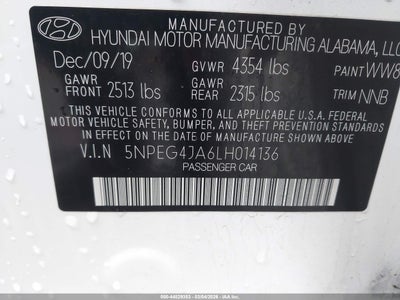 MANUFACTURED BY
HYUNDAI MOTOR MANUFACTURING ALABAMA, LLC
Dec/09/19 GVWR 4354 lbs PAINT WW8
GAWR FRONT 2513 lbs GAWR REAR 2315 lbs TRIM NNB
THIS VEHICLE CONFORMS TO ALL APPLICABLE U.S.A. FEDERAL
MOTOR VEHICLE SAFETY, BUMPER, AND THEFT PREVENTION STANDARDS
IN EFFECT ON THE DATE OF MANUFACTURE SHOWN ABOVE.
V.I.N 5NPEG4JA6LH014136
PASSENGER CAR